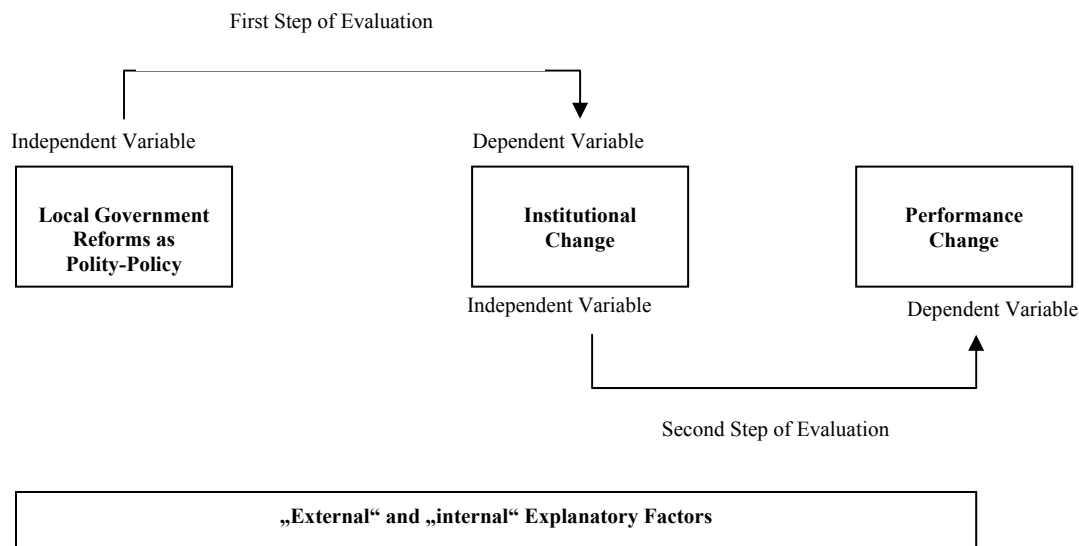 First Step of Evaluation
Independent Variable
Dependent Variable
Local Government
Reforms as
Polity-Policy
Institutional
Change
Performance
Change
Independent Variable
Dependent Variable
Second Step of Evaluation
„External“ and „internal“ Explanatory Factors